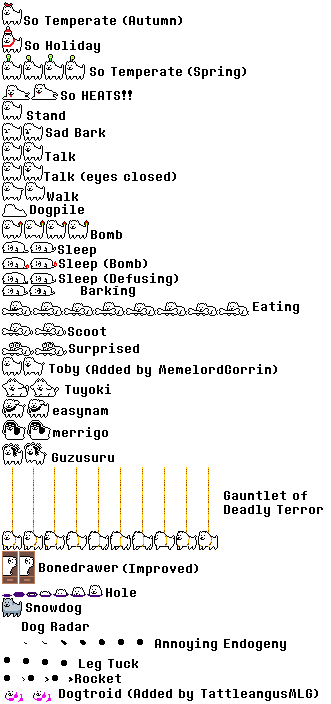 So Temperate (Autumn)
So Holiday
So Temperate (Spring)
So HEATS!!
Stand
Sad Bark
Talk
Talk (eyes closed)
Walk
Dogpile
Bomb
Sleep
Sleep (Bomb)
Sleep (Defusing)
Barking
Eating
Scoot
Surprised
Toby (Added by MemelordGorrin)
Tuyoki
easynam
merrigo
Guzusuru
Gauntlet of
Deadly Terror
Bonedrawer (Improved)
Hole
Snowdog
Dog Radar
Annoying Endogeny
Leg Tuck
Rocket
Dogtroid (Added by TattleangusMLG)